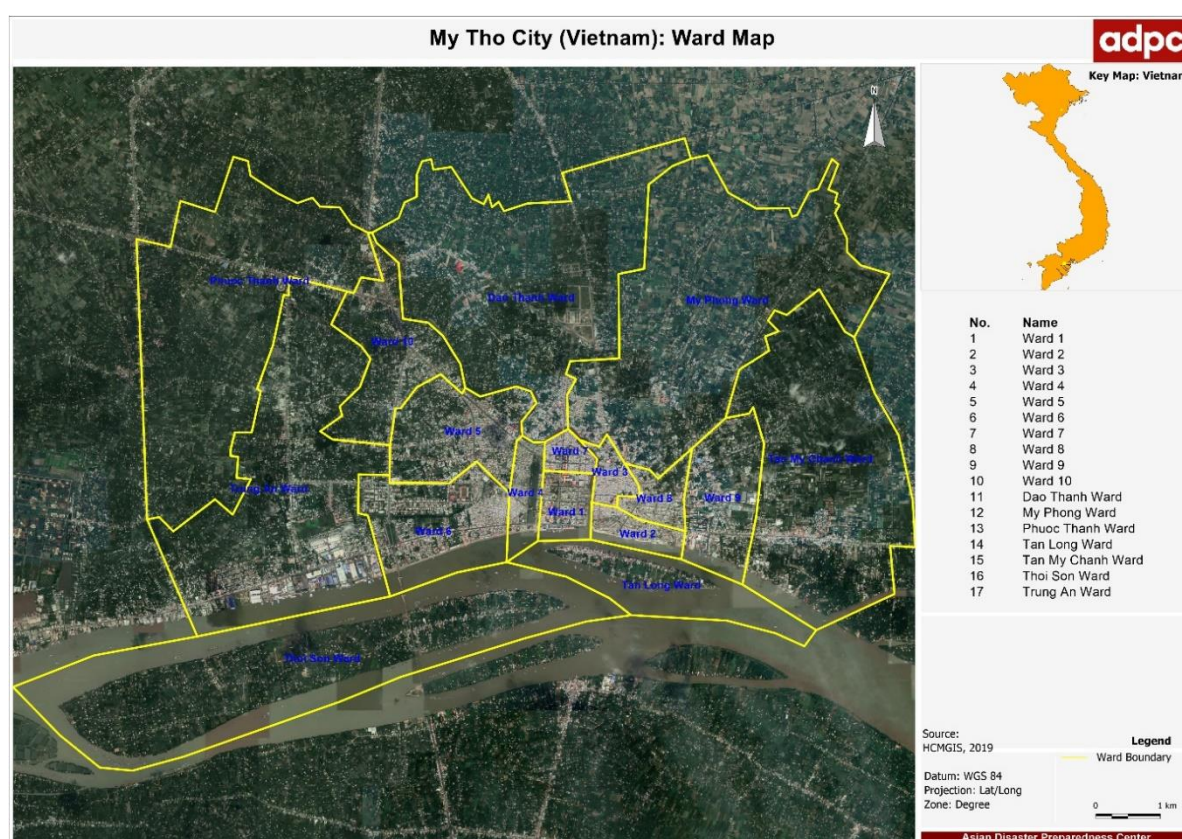 My Tho City (Vietnam): Ward Map
adpc
Key Map: Vietnam
N
Phuoc Thanh Ward
Dao Thanh Ward
My Phong Ward
Ward 10
Ward 5
Ward 7
Ward 3
Tan My Chanh Ward
Trung An Ward
Ward 4
Ward 8
Ward 9
Ward 1
Ward 6
Ward 2
Tan Long Ward
Thoi Son Ward
No. Name
1 Ward 1
2 Ward 2
3 Ward 3
4 Ward 4
5 Ward 5
6 Ward 6
7 Ward 7
8 Ward 8
9 Ward 9
10 Ward 10
11 Dao Thanh Ward
12 My Phong Ward
13 Phuoc Thanh Ward
14 Tan Long Ward
15 Tan My Chanh Ward
16 Thoi Son Ward
17 Trung An Ward
Source:
HCMGIS, 2019
Legend
Ward Boundary
Datum: WGS 84
Projection: Lat/Long
Zone: Degree
0 1 km
Asian Disaster Preparedness Center